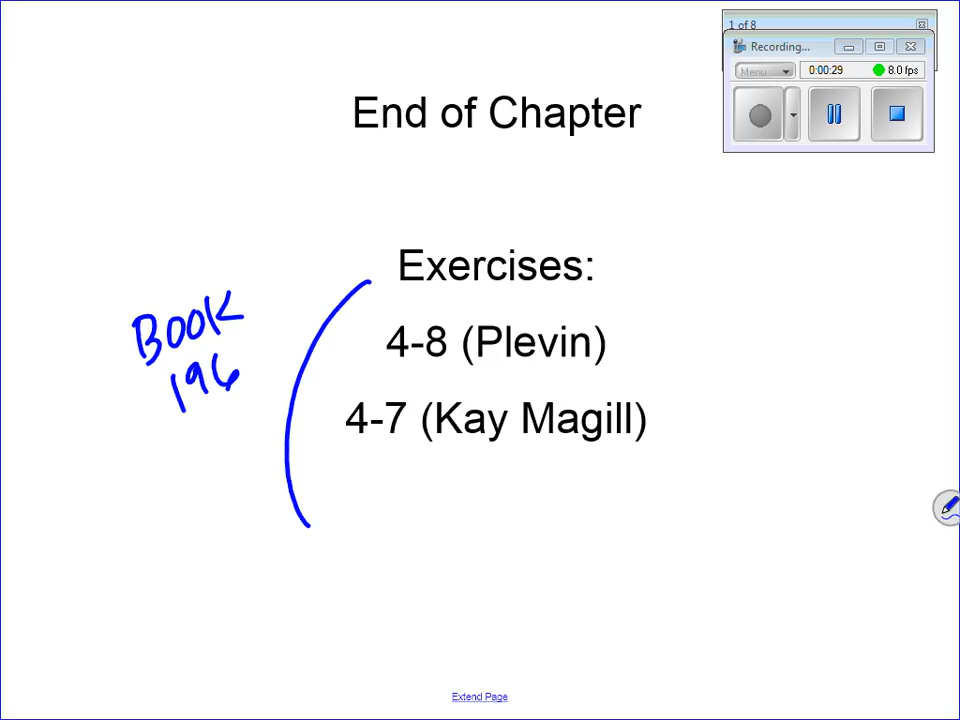 1 of 8
Recording...
Menu
0:00:29
8.0 fps
End of Chapter
Exercises:
4-8 (Plevin)
4-7 (Kay Magill)
BOOK
196
Extend Page